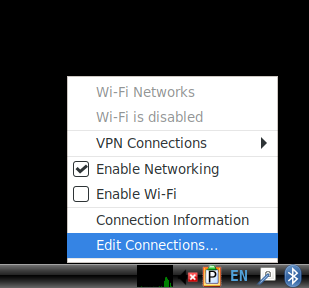 Wi-Fi Networks
Wi-Fi is disabled
VPN Connections
Enable Networking
Enable Wi-Fi
Connection Information
Edit Connections...
P EN